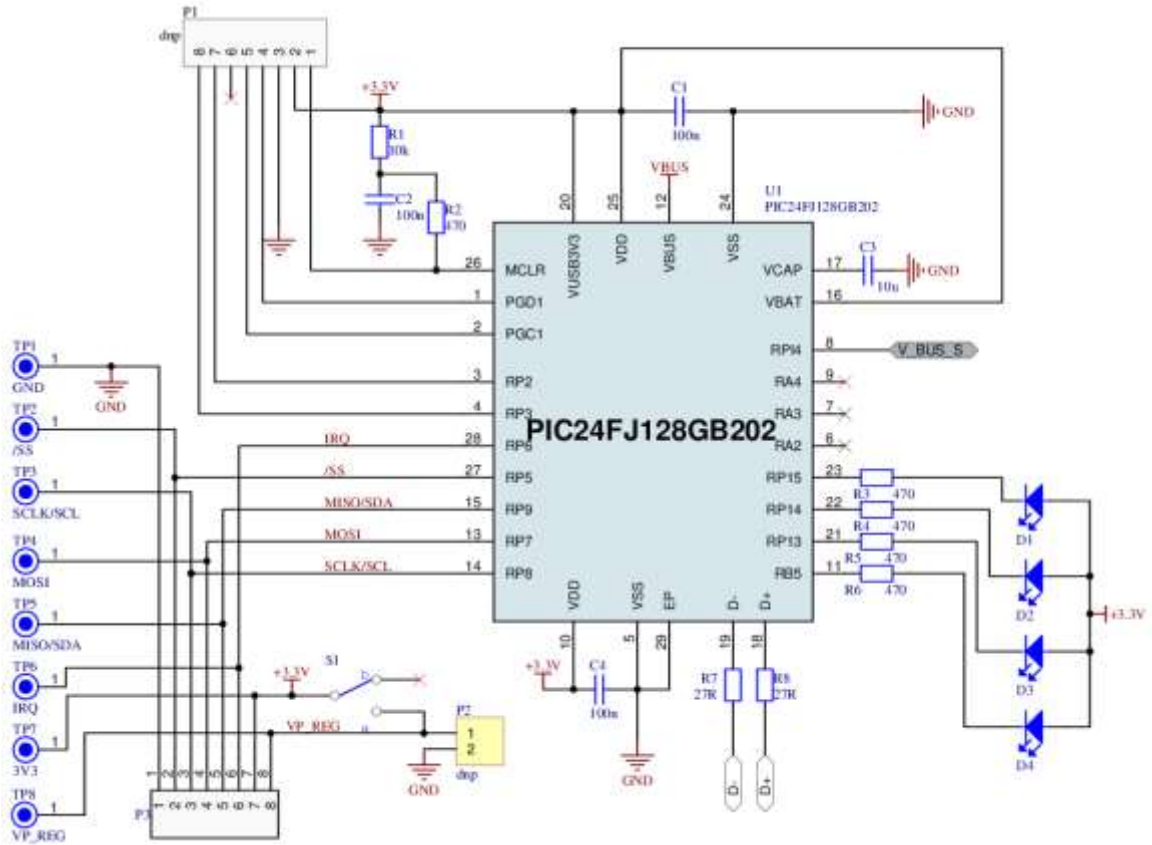 P1
dnp
8 7 6 5 4 3 2 1
+3.3V
R1
10k
C2
100n
R2
470
C1
100n
GND
VBUS
20
25
12
24
U1
PIC24FJ128GB202
VUSB3V3
VDD
VBUS
VSS
26 MCLR
1 PGD1
2 PGC1
3 RP2
4 RP3
IRQ 28 RP6
/SS 27 RP5
MISO/SDA 15 RP9
MOSI 13 RP7
SCLK/SCL 14 RP8
PIC24FJ128GB202
VCAP 17
C3
10u
GND
VBAT 16
RPI4 8 V_BUS_S
RA4 9
RA3 7
RA2 6
RP15 23
R3 470
RP14 22
R4 470
RP13 21
R5 470
RB5 11
R6 470
D1
D2
D3
D4
+3.3V
VDD
VSS
EP
D-
D+
10
5
29
19
18
+3.3V
C4
100n
GND
R7
27R
R8
27R
D-
D+
TP1
1
GND
GND
TP2
1
/SS
TP3
1
SCLK/SCL
TP4
1
MOSI
TP5
1
MISO/SDA
TP6
1
IRQ
TP7
1
3V3
TP8
1
VP_REG
+3.3V
S1
VP_REG
P2
1
2
dnp
GND
1 2 3 4 5 6 7 8
P3
1 2 3 4 5 6 7 8